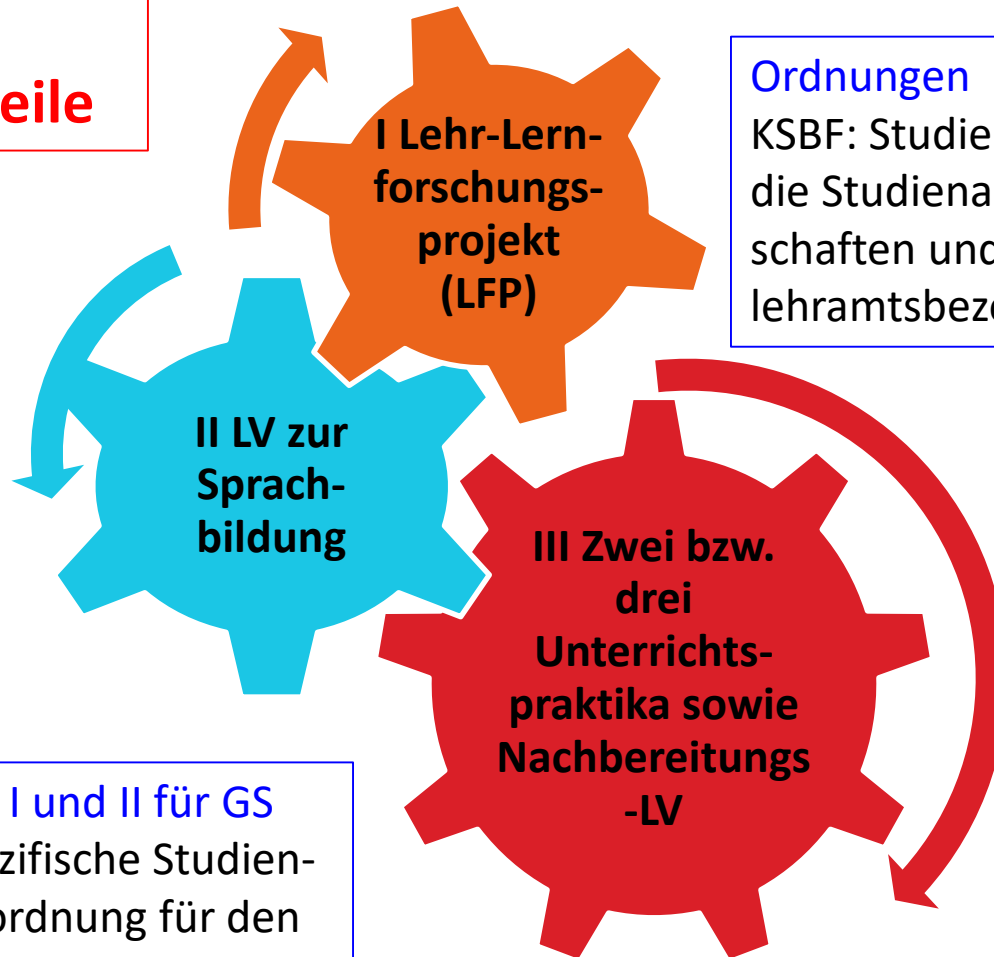 eile
I Lehr-Lern-
forschungs-
projekt
(LFP)
Ordnungen
KSBF: Studie
die Studiena
schaften und
lehramtsbeze
II LV zur
Sprach-
bildung
III Zwei bzw.
drei
Unterrichts-
praktika sowie
Nachbereitungs
-LV
I und II für GS
zifische Studien-
ordnung für den